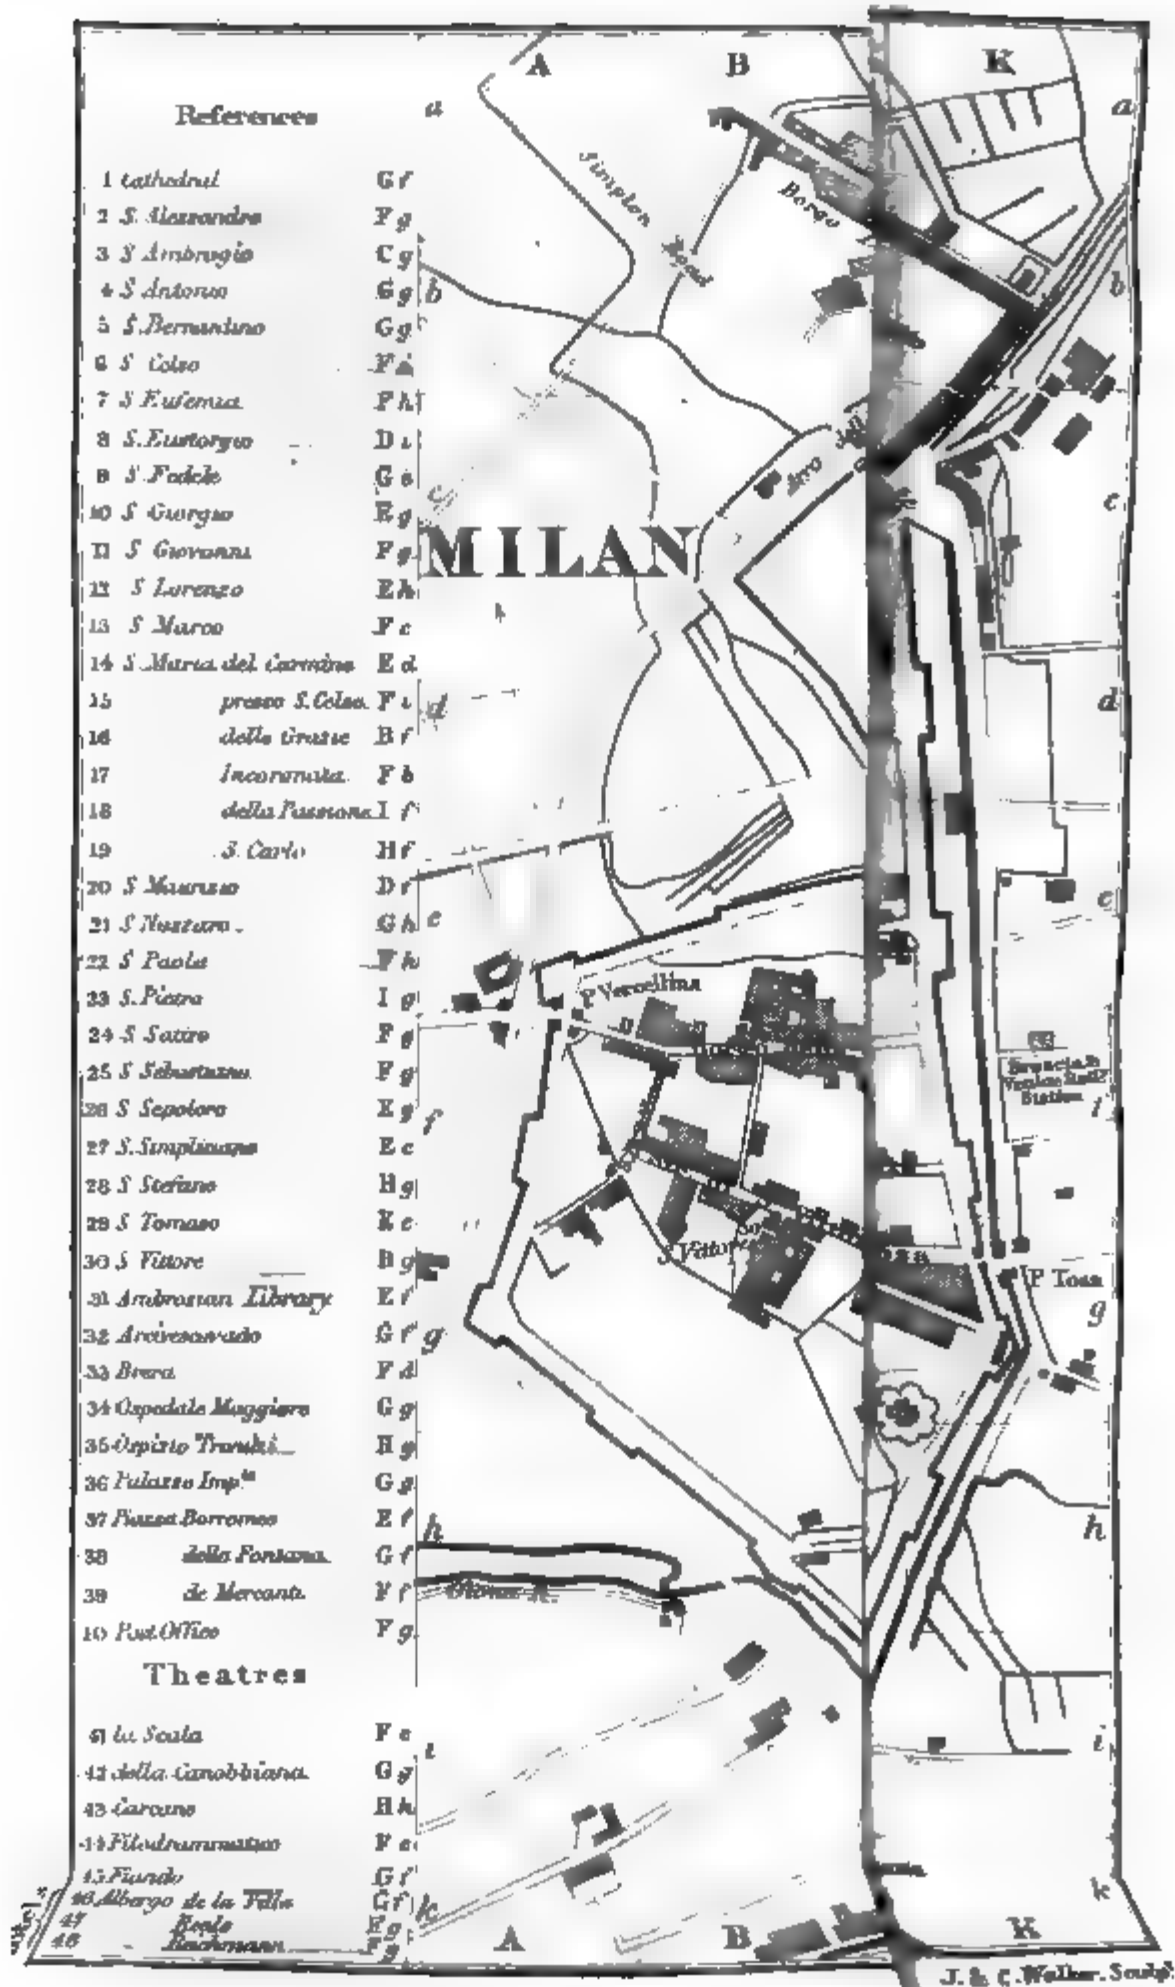 A B K
References
a a
1 Cathedral G f
2 S. Alessandro F g
3 S Ambrogio C g
4 S Antonio G g
5 S. Bernardino G g
6 S Celso F i
7 S Eufemia F h
8 S. Eustorgio D i
9 S Fedele G e
10 S Giorgio E g
11 S Giovanni F g
12 S Lorenzo E h
13 S Marco F c
14 S. Maria del Carmine E d
15 presso S. Celso F i
16 delle Grazie B f
17 Incoronata F b
18 della Passione I f
19 S. Carlo H f
20 S Maurizio D f
21 S Nazzaro G h
22 S Paolo F h
23 S. Pietro I g
24 S Satiro F g
25 S Sebastiano F g
26 S Sepolcro E g
27 S. Simpliciano E c
28 S Stefano H g
29 S Tomaso E e
30 S Vittore B g
31 Ambrosian Library E f
32 Arcivescovado G f
33 Brera F d
34 Ospedale Maggiore G g
35 Ospizio Trivulzi H g
36 Palazzo Imp.le G g
37 Piazza Borromeo E f
38 della Fontana G f
39 de Mercanti F f
40 Post Office F g
Theatres
41 la Scala F e
42 della Canobbiana G g
43 Carcano H h
44 Filodrammatico F e
45 Fiando G f
46 Albergo de la Ville G f
47 Reale E g
48 Bachmann F g
Hotels
Simplon Road
Borgo
b b
c c
MILAN
d d
e e
P. Vercellina
Brescia &
Venice Railw
Station
f f
S Vittore
P Tosa
g g
h h
Olona R.
i i
k k
A B K
J. & C. Walker Sculpt